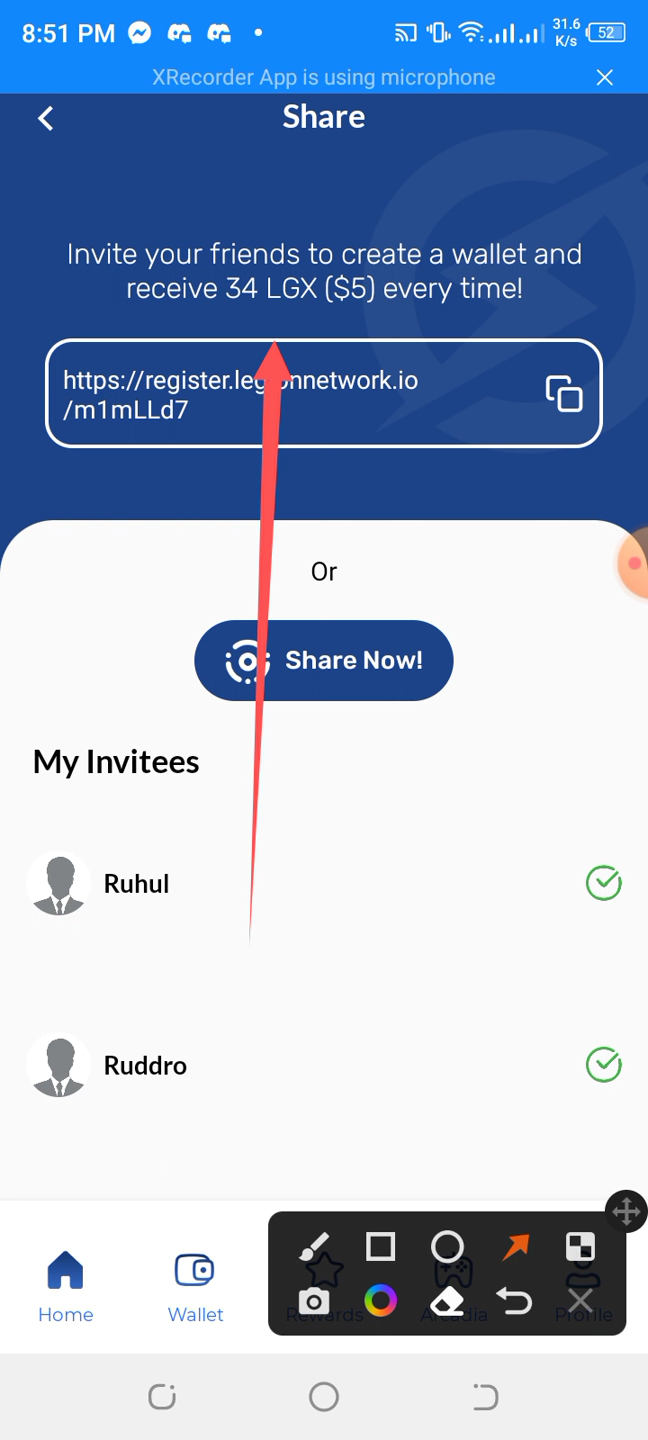 8:51 PM
31.6
K/s
52
XRecorder App is using microphone
Share
Invite your friends to create a wallet and
receive 34 LGX ($5) every time!
https://register.legionnetwork.io
/m1mLLd7
Or
Share Now!
My Invitees
Ruhul
Ruddro
Home
Wallet
Rewards
Arcadia
Profile